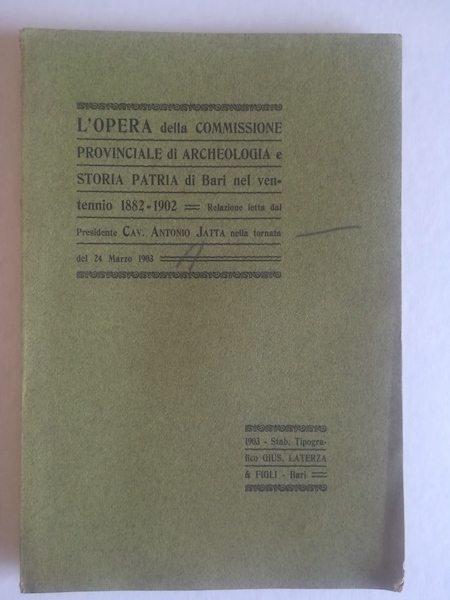 L'OPERA della COMMISSIONE
PROVINCIALE di ARCHEOLOGIA e
STORIA PATRIA di Bari nel ven-
tennio 1882-1902 = Relazione letta dal
Presidente CAV. ANTONIO JATTA nella tornata
del 24 Marzo 1903
1903 - Stab. Tipogra-
fico GIUS. LATERZA
& FIGLI - Bari =